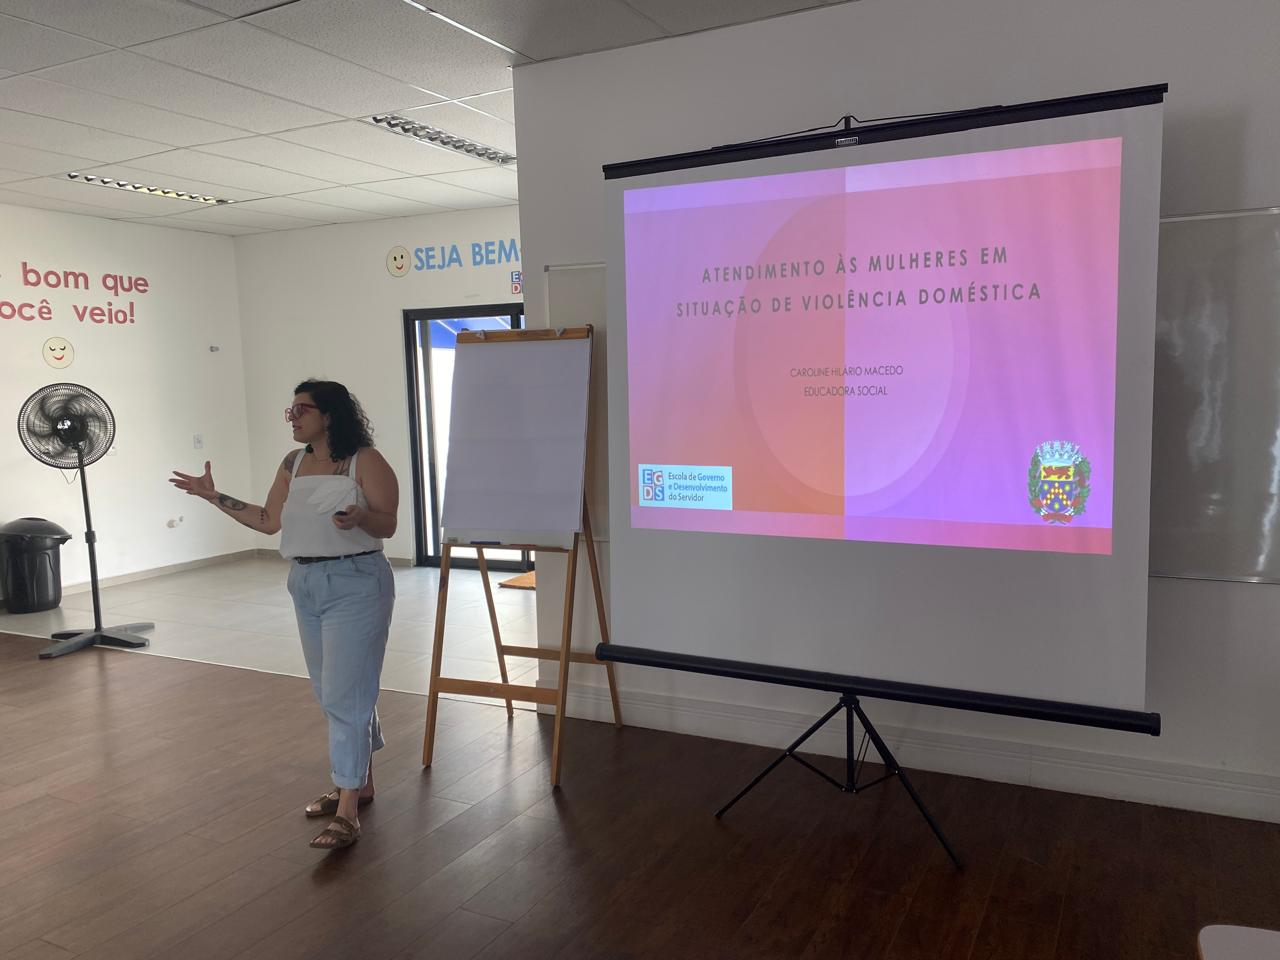 bom que
ocê veio!
SEJA BEM-
ATENDIMENTO ÀS MULHERES EM
SITUAÇÃO DE VIOLÊNCIA DOMÉSTICA
CAROLINE HILÁRIO MACEDO
EDUCADORA SOCIAL
EG
DS
Escola de Governo
e Desenvolvimento
do Servidor